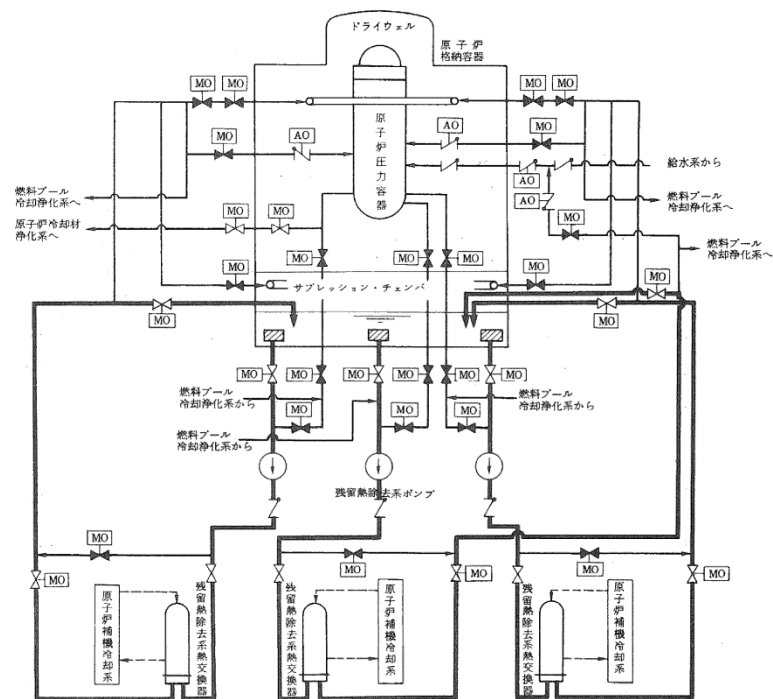 ドライウェル
原子炉
格納容器
MO
MO
MO
MO
原子炉圧力容器
MO
AO
AO
MO
給水系から
AO
AO
燃料プール
冷却浄化系へ
燃料プール
冷却浄化系へ
原子炉冷却材
浄化系へ
MO
MO
MO
燃料プール
冷却浄化系へ
MO
MO
MO
MO
MO
MO
サプレッション・チェンバ
MO
MO
MO
MO
MO
MO
MO
MO
MO
燃料プール
冷却浄化系から
燃料プール
冷却浄化系から
MO
MO
MO
燃料プール
冷却浄化系から
残留熱除去系ポンプ
MO
MO
MO
MO
MO
MO
原子炉補機冷却系
残留熱除去系熱交換器
残留熱除去系熱交換器
原子炉補機冷却系
残留熱除去系熱交換器
原子炉補機冷却系